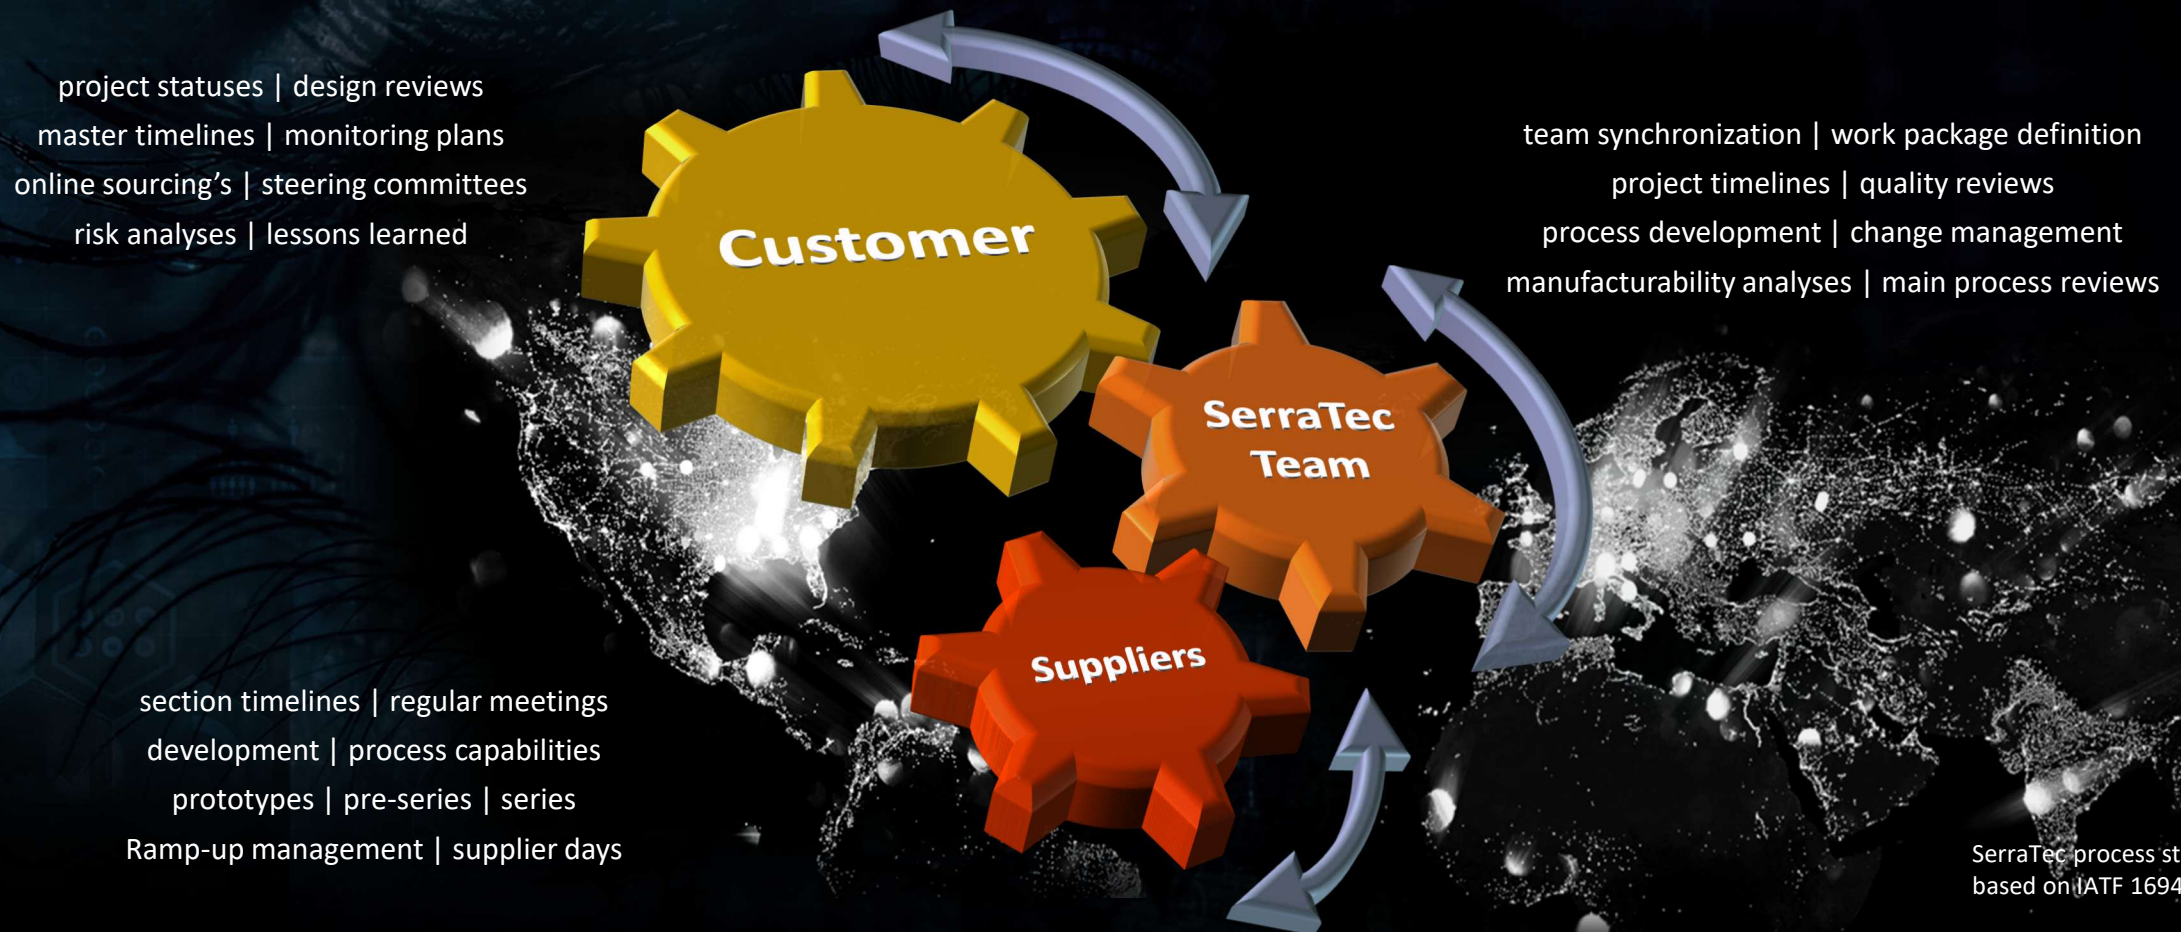 project statuses | design reviews
master timelines | monitoring plans
online sourcing’s | steering committees
risk analyses | lessons learned
Customer
team synchronization | work package definition
project timelines | quality reviews
process development | change management
manufacturability analyses | main process reviews
SerraTec
Team
Suppliers
section timelines | regular meetings
development | process capabilities
prototypes | pre-series | series
Ramp-up management | supplier days
SerraTec process
based on IATF